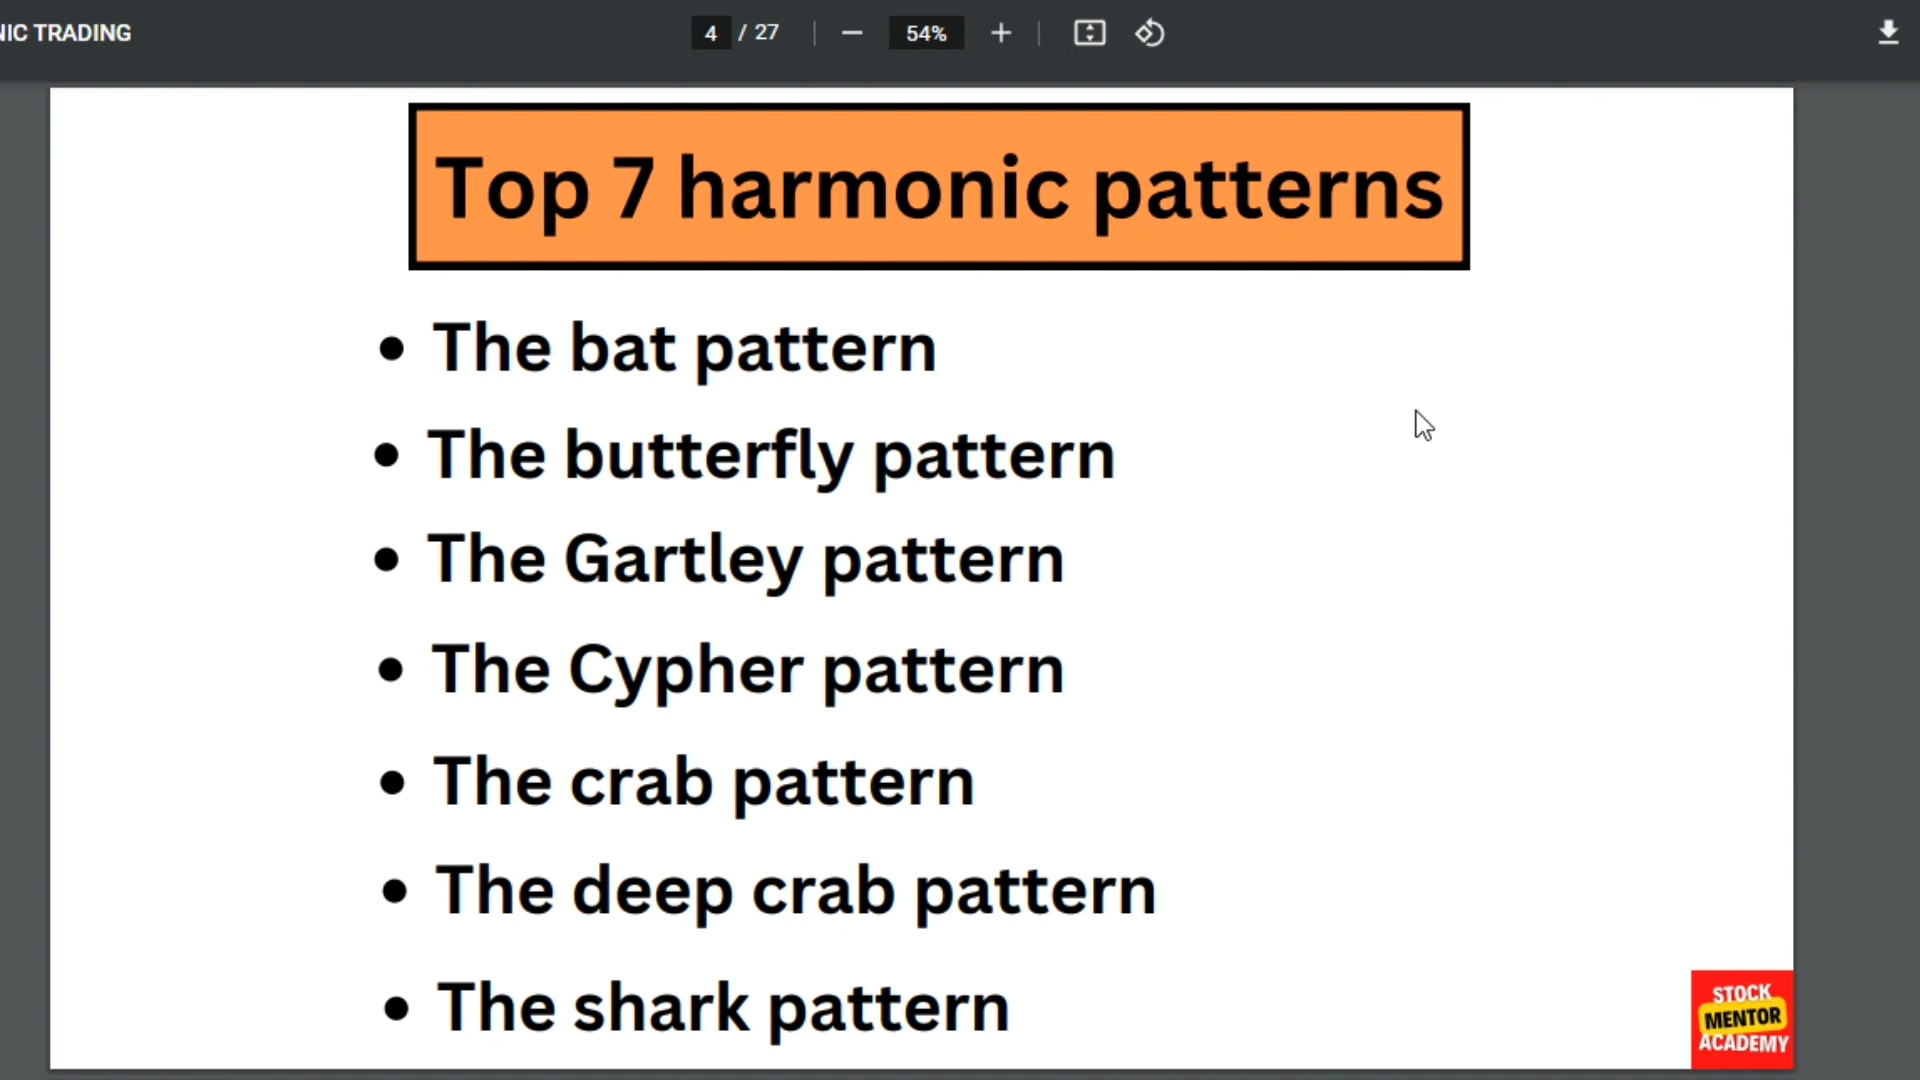 NIC TRADING
4 / 27
54%
Top 7 harmonic patterns
• The bat pattern
• The butterfly pattern
• The Gartley pattern
• The Cypher pattern
• The crab pattern
• The deep crab pattern
• The shark pattern
STOCK
MENTOR
ACADEMY